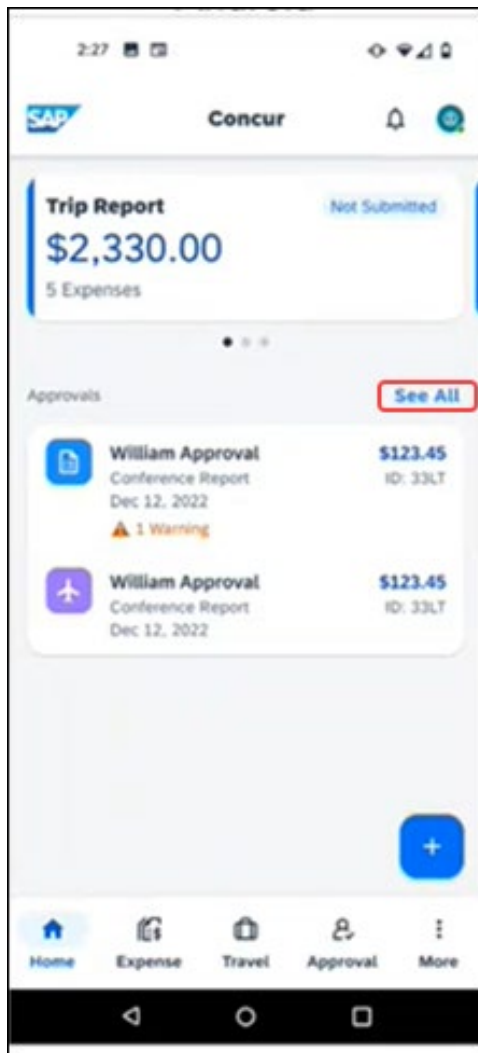 2:27
SAP Concur
Trip Report Not Submitted
$2,330.00
5 Expenses
Approvals See All
William Approval $123.45
Conference Report ID: 33LT
Dec 12, 2022
1 Warning
William Approval $123.45
Conference Report ID: 33LT
Dec 12, 2022
+
Home Expense Travel Approval More